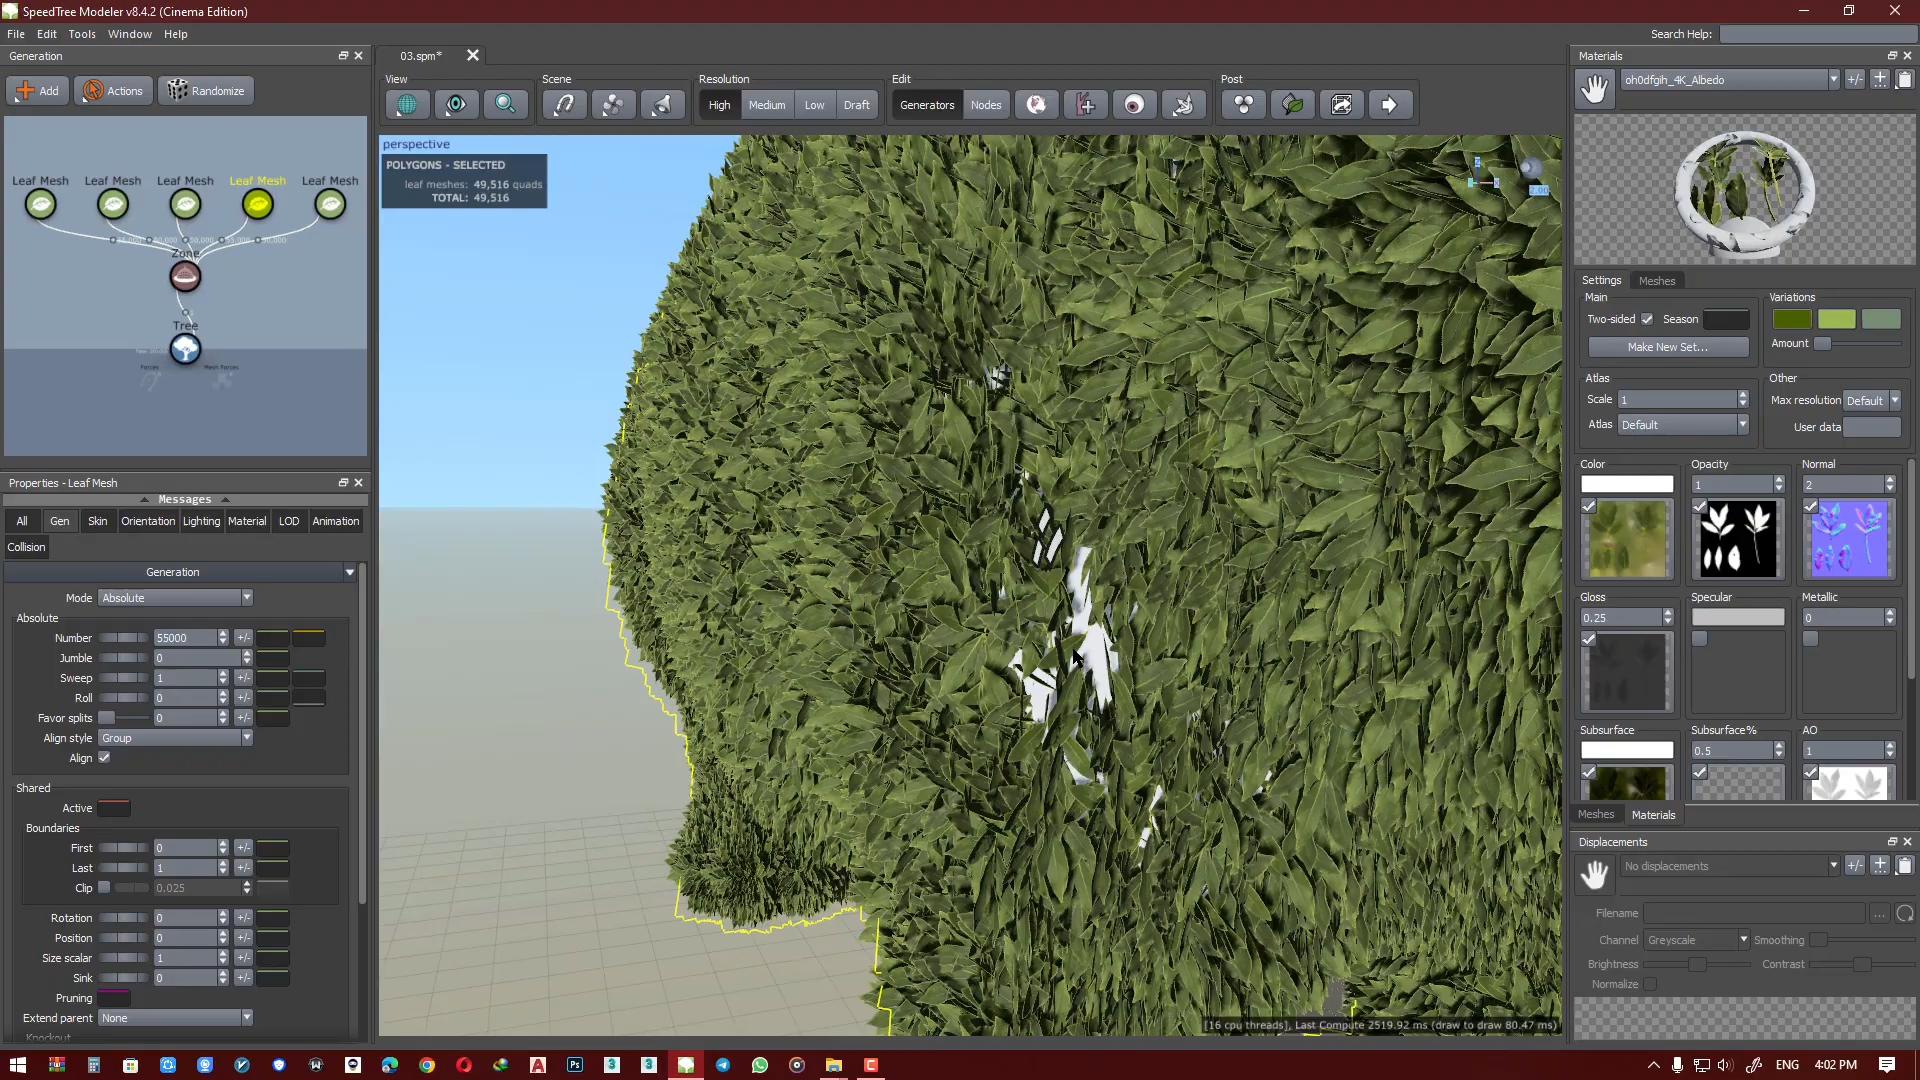 SpeedTree Modeler v8.4.2 (Cinema Edition)
File Edit Tools Window Help
Search Help:
Generation
Add
Actions
Randomize
Leaf Mesh Leaf Mesh Leaf Mesh Leaf Mesh Leaf Mesh
Zone
Tree
Forces
Mesh Forces
Properties - Leaf Mesh
Messages
All Gen Skin Orientation Lighting Material LOD Animation
Collision
Generation
Mode Absolute
Absolute
Number 55000 +/-
Jumble 0
Sweep 1 +/-
Roll 0 +/-
Favor splits 0 +/-
Align style Group
Align
Shared
Active
Boundaries
First 0 +/-
Last 1 +/-
Clip 0.025
Rotation 0 +/-
Position 0 +/-
Size scalar 1 +/-
Sink 0 +/-
Pruning
Extend parent None
Knockout
03.spm*
View
Scene
Resolution
Edit
Post
High Medium Low Draft
Generators Nodes
perspective
POLYGONS - SELECTED
leaf meshes: 49,516 quads
TOTAL: 49,516
2.00
[16 cpu threads], Last Compute 2519.92 ms (draw to draw 80.47 ms)
Materials
oh0dfgih_4K_Albedo +/-
Settings Meshes
Main
Two-sided Season
Make New Set...
Variations
Amount
Atlas
Scale 1
Atlas Default
Other
Max resolution Default
User data
Color
Opacity
1
Normal
2
Gloss
0.25
Specular
Metallic
0
Subsurface
Subsurface%
0.5
AO
1
Meshes Materials
Displacements
No displacements +/-
Filename ...
Channel Greyscale Smoothing
Brightness Contrast
Normalize
ENG 4:02 PM